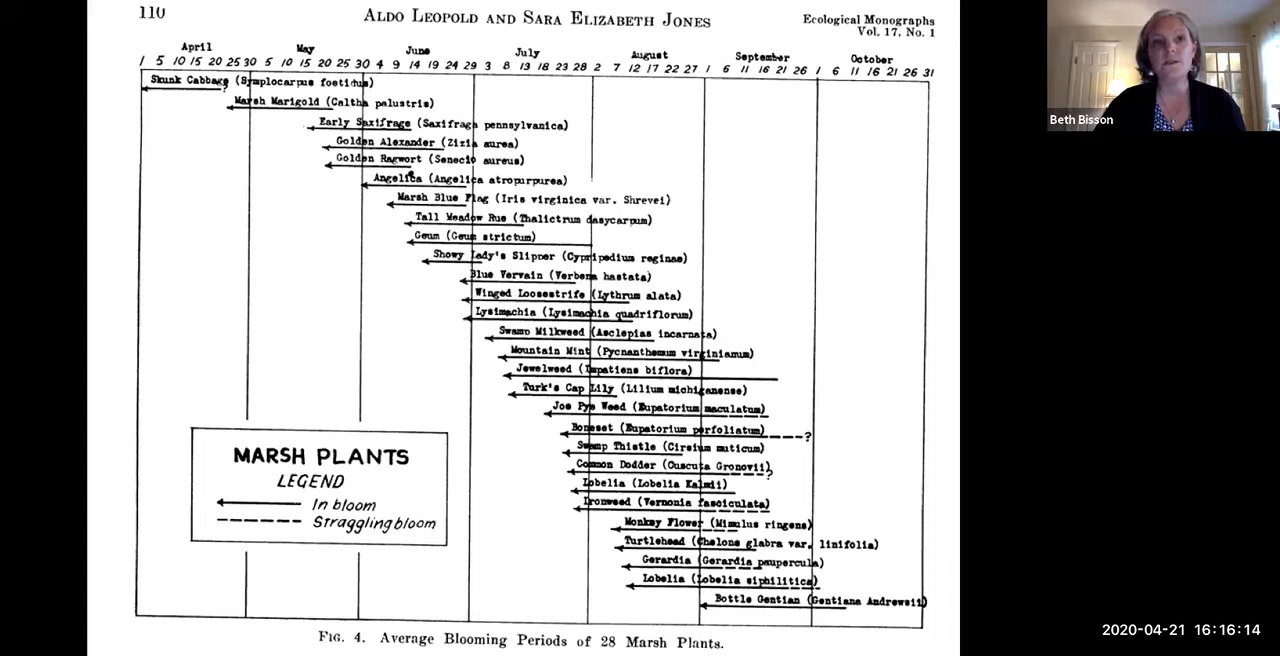 110
ALDO LEOPOLD AND SARA ELIZABETH JONES
Ecological Monographs
Vol. 17, No. 1
April May June July August September October
1 5 10 15 20 25 30 5 10 15 20 25 30 4 9 14 19 24 29 3 8 13 18 23 28 2 7 12 17 22 27 1 6 11 16 21 26 1 6 11 16 21 26 31
Skunk Cabbage (Symplocarpus foetidus)
?
Marsh Marigold (Caltha palustris)
Early Saxifrage (Saxifraga pennsylvanica)
Golden Alexander (Zizia aurea)
Golden Ragwort (Senecio aureus)
Angelica (Angelica atropurpurea)
Marsh Blue Flag (Iris virginica var. Shrevei)
Tall Meadow Rue (Thalictrum dasycarpum)
Geum (Geum strictum)
Showy Lady's Slipper (Cypripedium reginae)
Blue Vervain (Verbena hastata)
Winged Loosestrife (Lythrum alata)
Lysimachia (Lysimachia quadriflorum)
Swamp Milkweed (Asclepias incarnata)
Mountain Mint (Pycnanthemum virginianum)
Jewelweed (Impatiens biflora)
Turk's Cap Lily (Lilium michiganense)
Joe Pye Weed (Eupatorium maculatum)
Boneset (Eupatorium perfoliatum)
?
Swamp Thistle (Cirsium muticum)
Common Dodder (Cuscuta Gronovii)
?
Lobelia (Lobelia Kalmii)
Ironweed (Vernonia fasciculata)
Monkey Flower (Mimulus ringens)
Turtlehead (Chelone glabra var. linifolia)
Gerardia (Gerardia paupercula)
Lobelia (Lobelia siphilitica)
Bottle Gentian (Gentiana Andrewsii)
MARSH PLANTS
LEGEND
In bloom
Straggling bloom
FIG. 4. Average Blooming Periods of 28 Marsh Plants.
Beth Bisson
2020-04-21 16:16:14